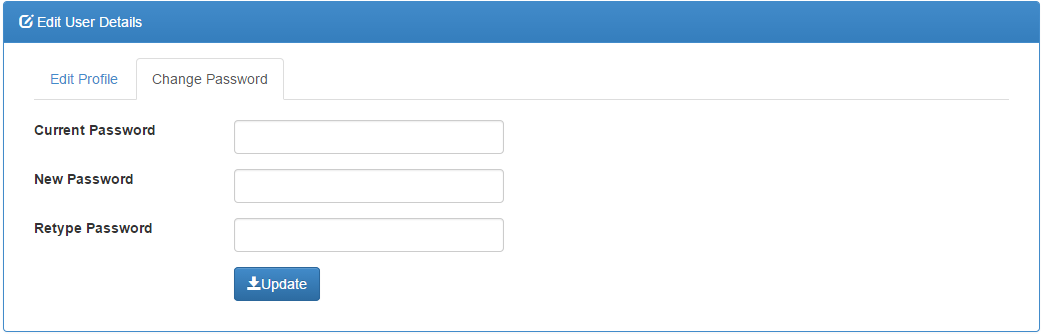 Edit User Details
Edit Profile
Change Password
Current Password
New Password
Retype Password
Update